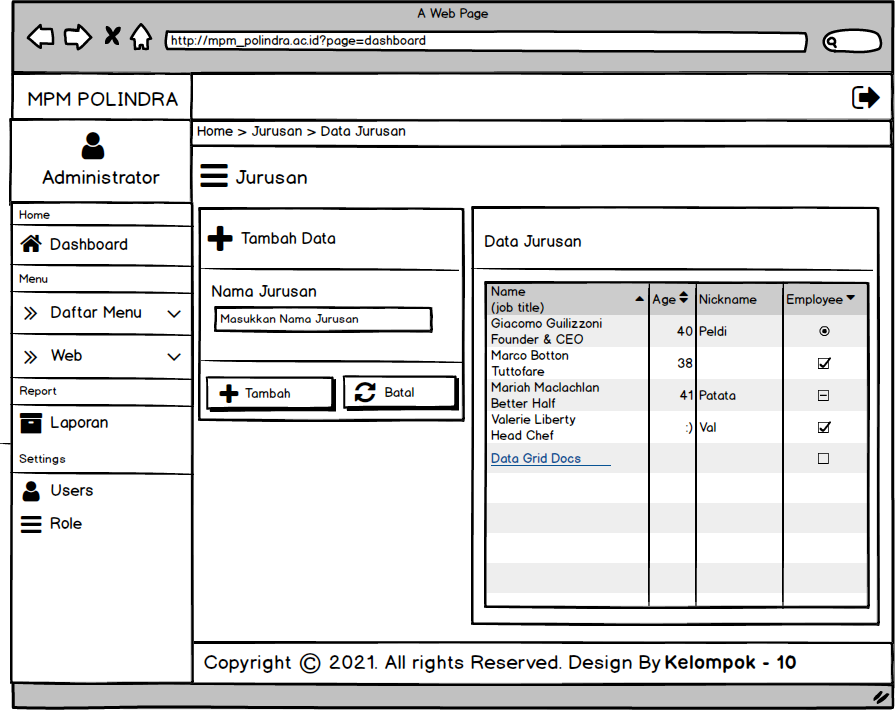 A Web Page
http://mpm_polindra.ac.id?page=dashboard
MPM POLINDRA
Administrator
Home
Dashboard
Menu
Daftar Menu
Web
Report
Laporan
Settings
Users
Role
Home > Jurusan > Data Jurusan
Jurusan
Tambah Data
Nama Jurusan
Masukkan Nama Jurusan
Tambah
Batal
Data Jurusan
Name
(job title)
Age
Nickname
Employee
Giacomo Guilizzoni
Founder & CEO
40
Peldi
Marco Botton
Tuttofare
38
Mariah Maclachlan
Better Half
41
Patata
Valerie Liberty
Head Chef
:)
Val
Data Grid Docs
Copyright © 2021. All rights Reserved. Design By Kelompok - 10